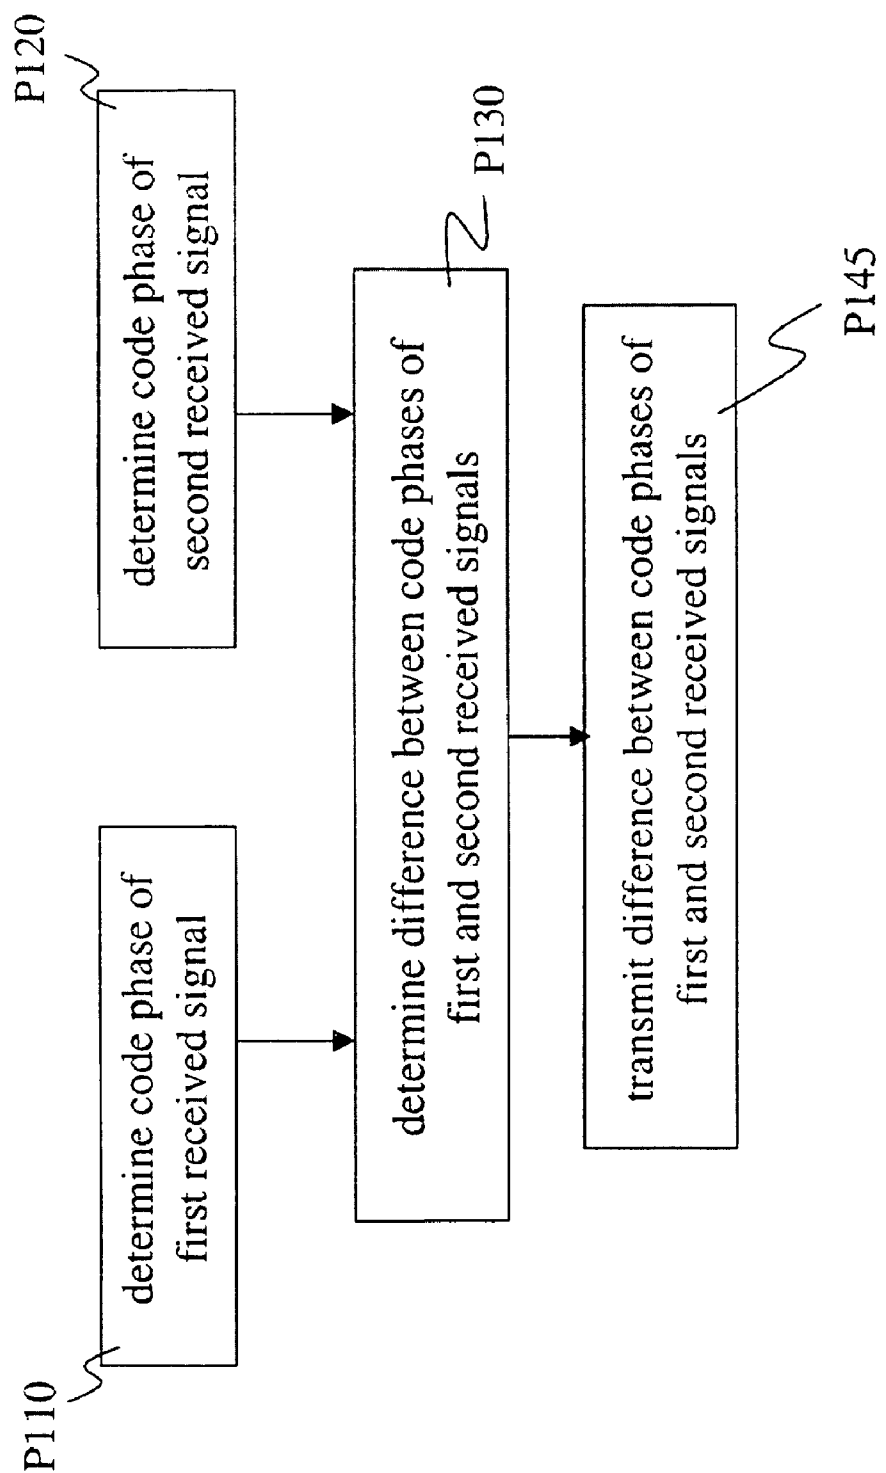 P110
determine code phase of
first received signal
P120
determine code phase of
second received signal
P130
determine difference between code phases of
first and second received signals
P145
transmit difference between code phases of
first and second received signals